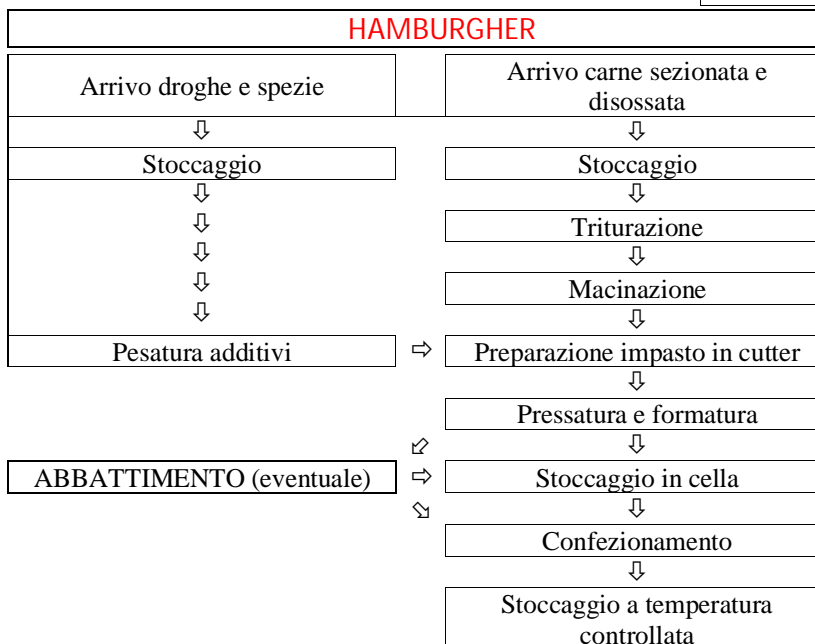 HAMBURGHER
Arrivo droghe e spezie
Arrivo carne sezionata e
disossata
⇩
⇩
Stoccaggio
Stoccaggio
⇩
⇩
⇩
Triturazione
⇩
⇩
⇩
Macinazione
⇩
⇩
Pesatura additivi
⇨
Preparazione impasto in cutter
⇩
Pressatura e formatura
⬃
⇩
ABBATTIMENTO (eventuale)
⇨
Stoccaggio in cella
⬂
⇩
Confezionamento
⇩
Stoccaggio a temperatura
controllata